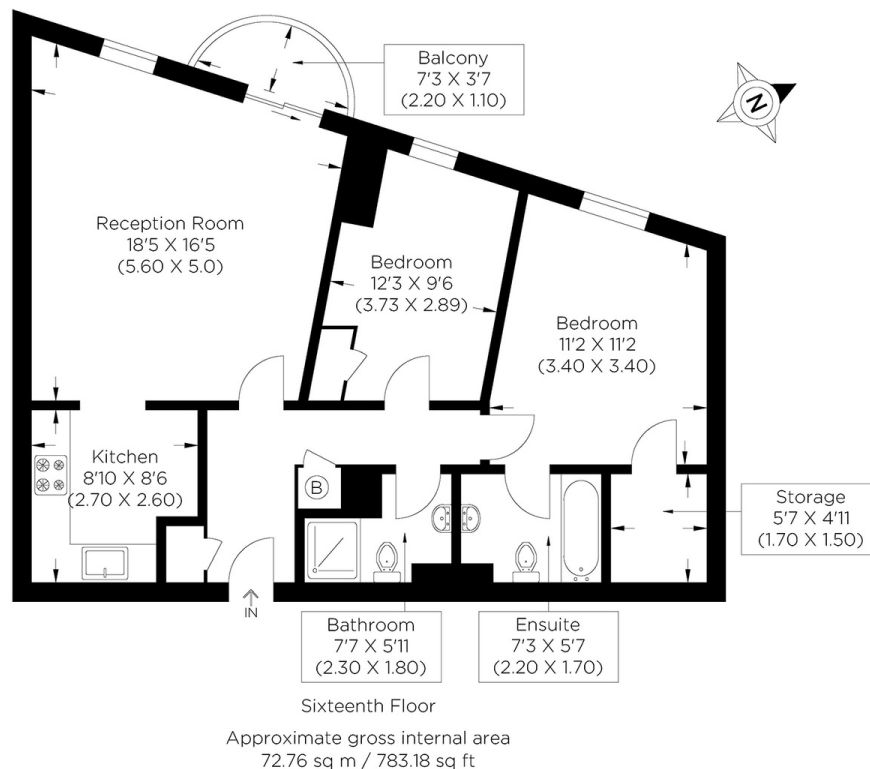 Balcony
7'3 X 3'7
(2.20 X 1.10)
N
Reception Room
18'5 X 16'5
(5.60 X 5.0)
Bedroom
12'3 X 9'6
(3.73 X 2.89)
Bedroom
11'2 X 11'2
(3.40 X 3.40)
Kitchen
8'10 X 8'6
(2.70 X 2.60)
B
Storage
5'7 X 4'11
(1.70 X 1.50)
IN
Bathroom
7'7 X 5'11
(2.30 X 1.80)
Ensuite
7'3 X 5'7
(2.20 X 1.70)
Sixteenth Floor
Approximate gross internal area
72.76 sq m / 783.18 sq ft